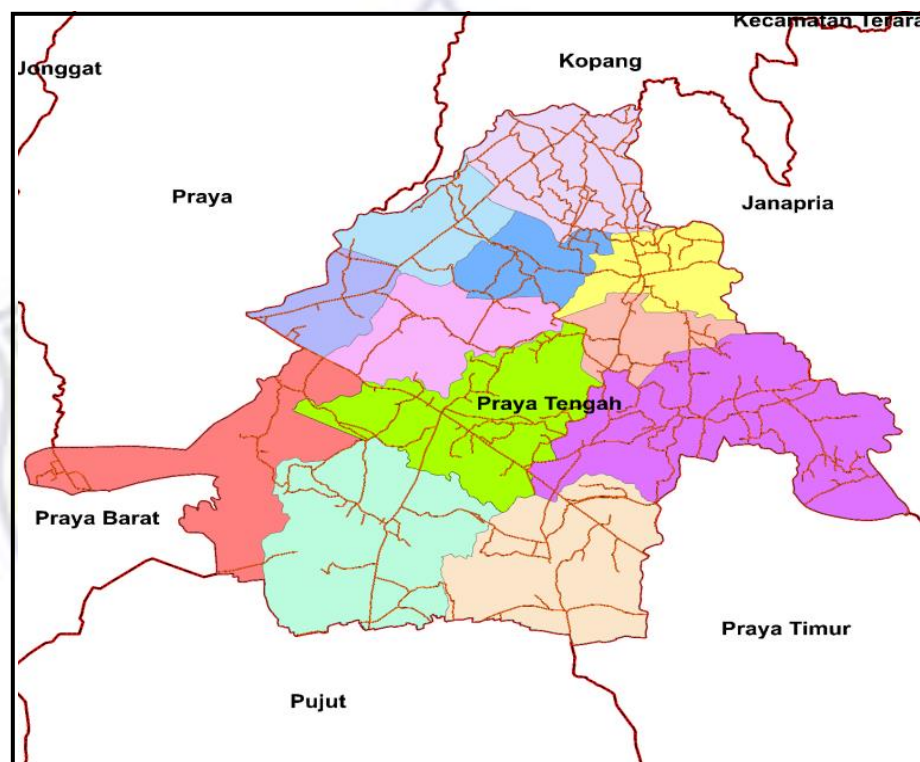 Kecamatan Terara
Jonggat
Kopang
Praya
Janapria
Praya Tengah
Praya Barat
Praya Timur
Pujut